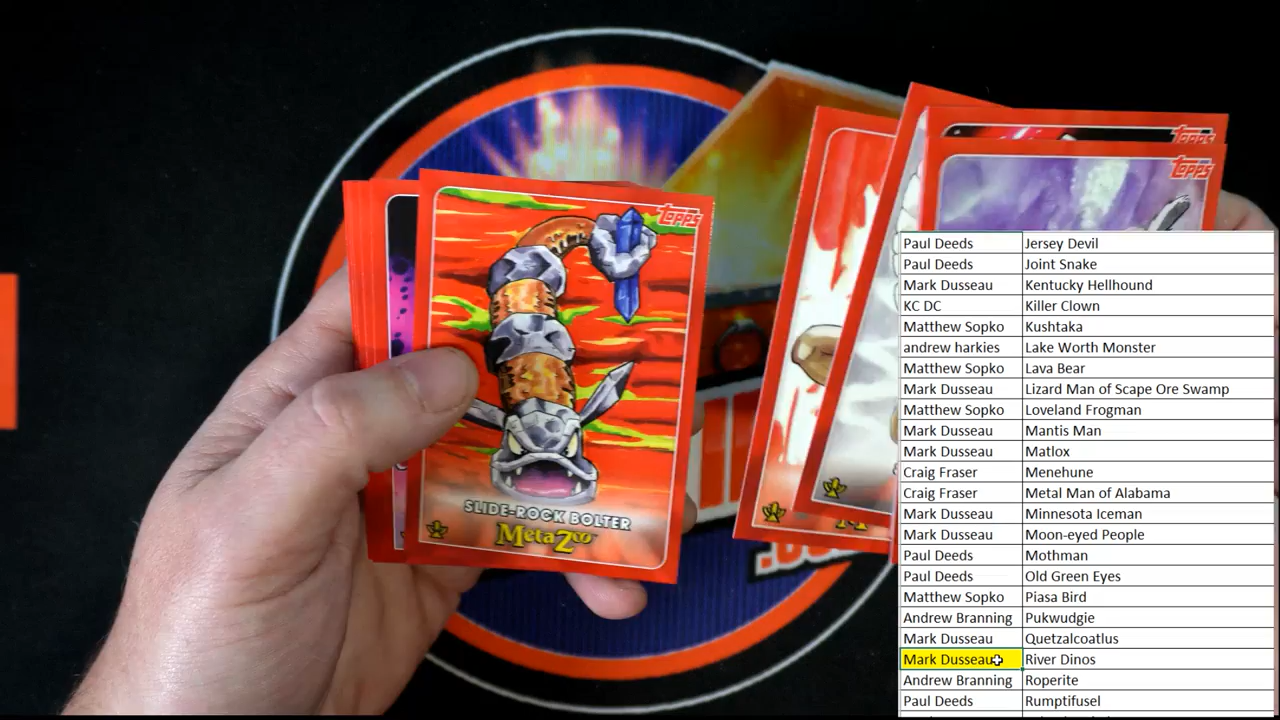 TOPPS
SLIDE-ROCK BOLTER
MetaZoo
TOPPS
TOPPS
Paul Deeds Jersey Devil
Paul Deeds Joint Snake
Mark Dusseau Kentucky Hellhound
KC DC Killer Clown
Matthew Sopko Kushtaka
andrew harkies Lake Worth Monster
Matthew Sopko Lava Bear
Mark Dusseau Lizard Man of Scape Ore Swamp
Matthew Sopko Loveland Frogman
Mark Dusseau Mantis Man
Mark Dusseau Matlox
Craig Fraser Menehune
Craig Fraser Metal Man of Alabama
Mark Dusseau Minnesota Iceman
Mark Dusseau Moon-eyed People
Paul Deeds Mothman
Paul Deeds Old Green Eyes
Matthew Sopko Piasa Bird
Andrew Branning Pukwudgie
Mark Dusseau Quetzalcoatlus
Mark Dusseau River Dinos
Andrew Branning Roperite
Paul Deeds Rumptifusel